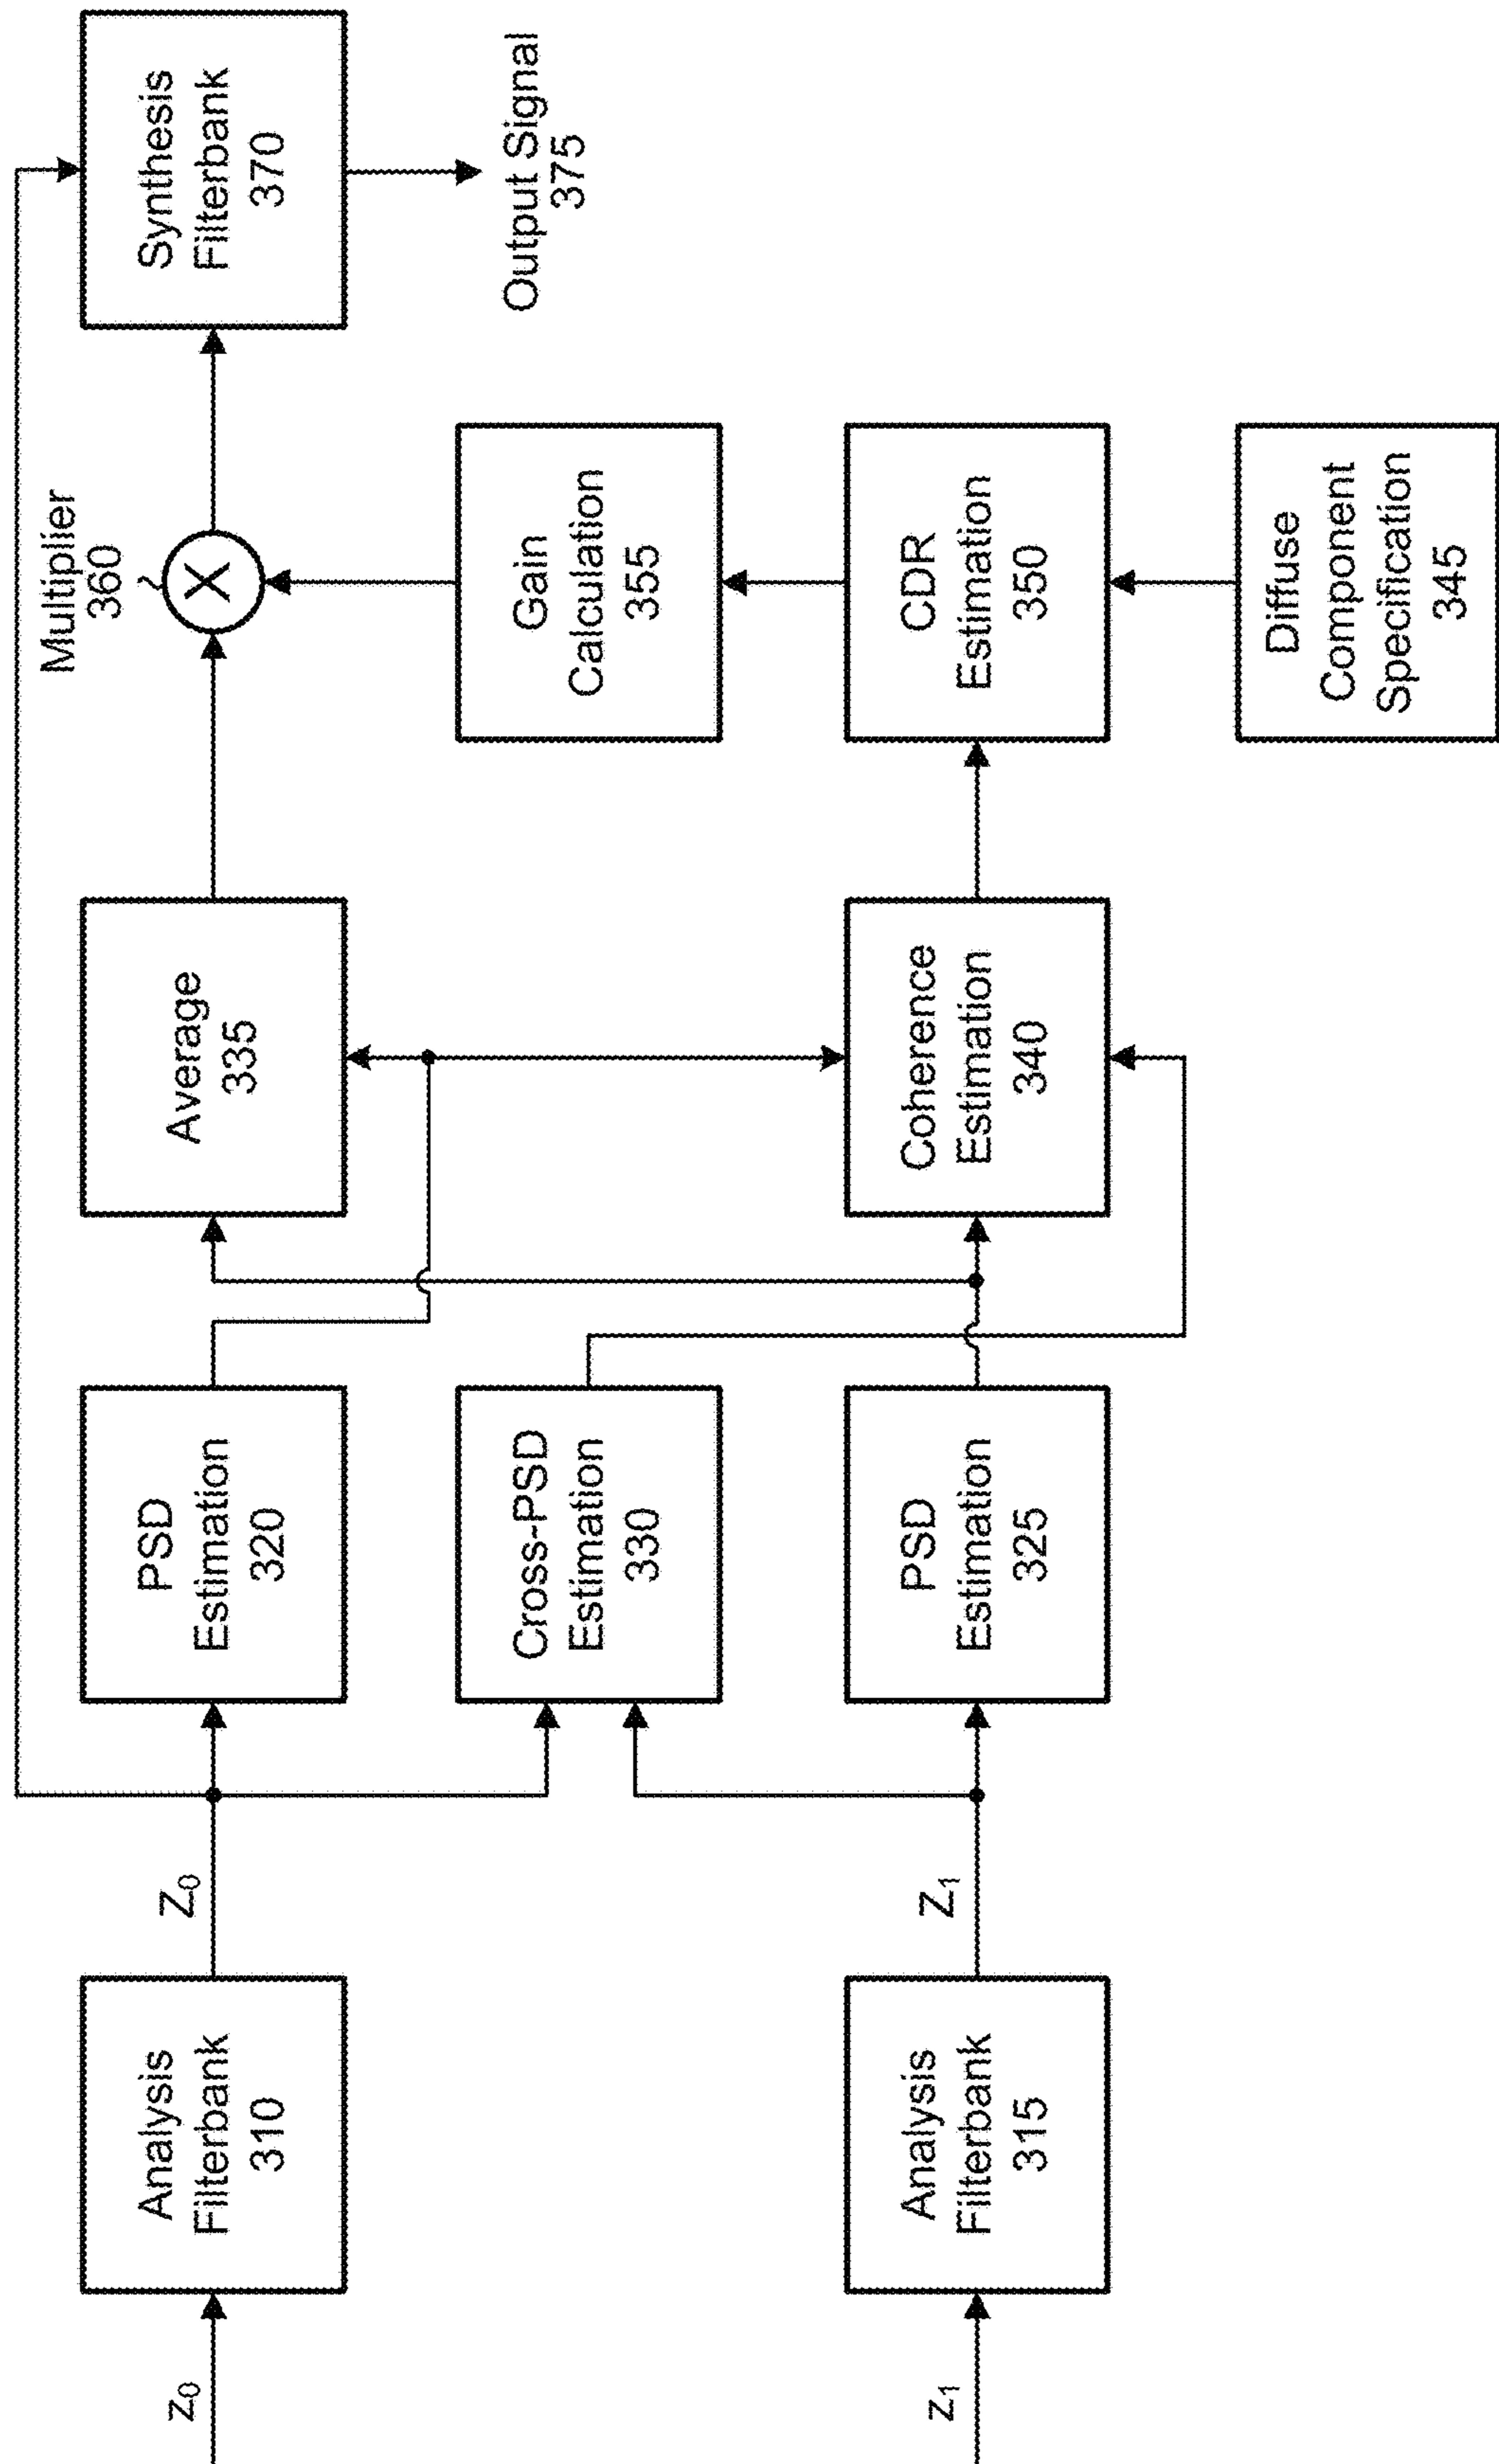 z0
Analysis
Filterbank
310
Z0
PSD
Estimation
320
Average
335
Multiplier
360
X
Synthesis
Filterbank
370
Output Signal
375
Cross-PSD
Estimation
330
Gain
Calculation
355
z1
Analysis
Filterbank
315
Z1
PSD
Estimation
325
Coherence
Estimation
340
CDR
Estimation
350
Diffuse
Component
Specification
345